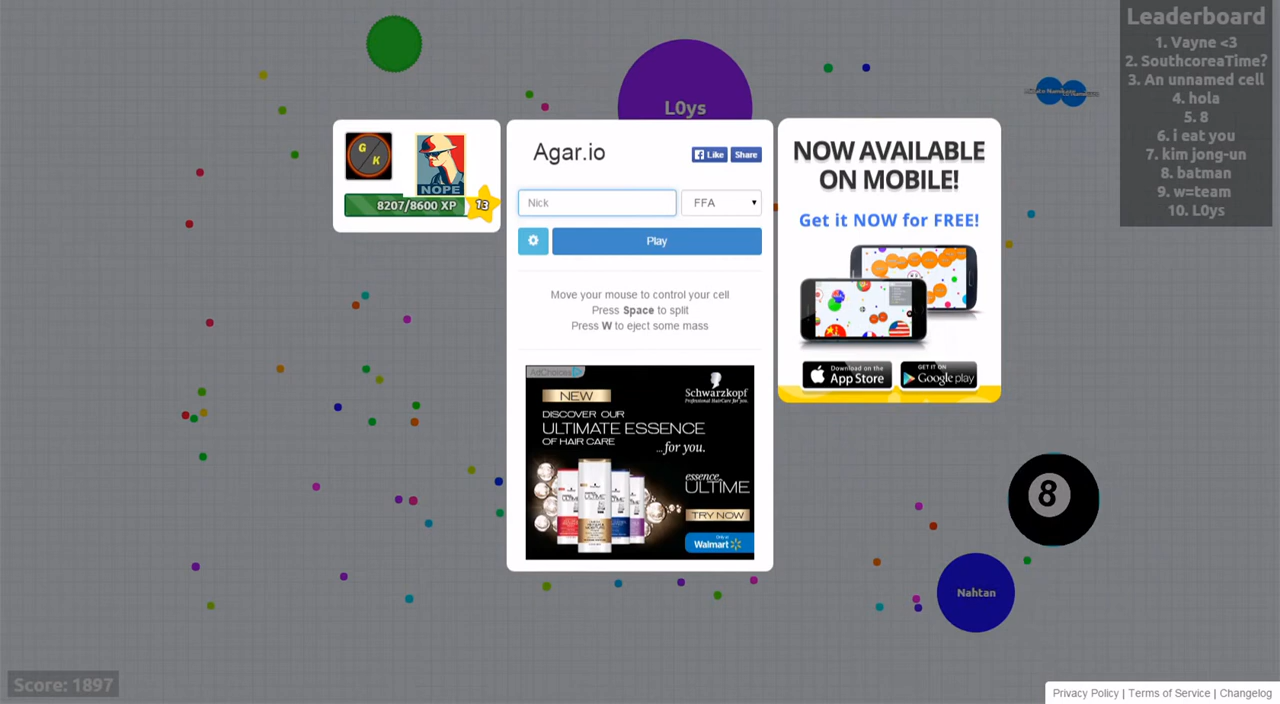 Leaderboard
1. Vayne <3
2. SouthcoreaTime?
3. An unnamed cell
4. hola
5. 8
6. i eat you
7. kim jong-un
8. batman
9. w=team
10. L0ys
L0ys
G
K
NOPE
8207/8600 XP
13
Agar.io
Like
Share
Nick
FFA
Play
Move your mouse to control your cell
Press Space to split
Press W to eject some mass
AdChoices
NEW
Schwarzkopf
Professional HairCare for you.
DISCOVER OUR
ULTIMATE ESSENCE
OF HAIR CARE
...for you.
essence
ULTÎME
TRY NOW
Only at
Walmart
NOW AVAILABLE
ON MOBILE!
Get it NOW for FREE!
Download on the
App Store
GET IT ON
Google play
8
Nahtan
Score: 1897
Privacy Policy | Terms of Service | Changelog